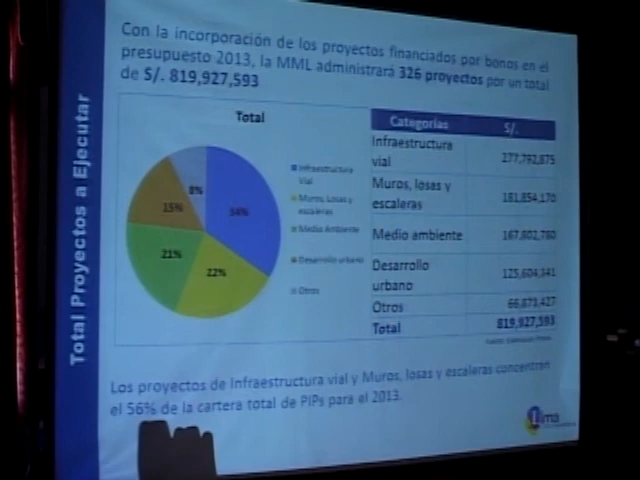 Total Proyectos a Ejecutar
Con la incorporación de los proyectos financiados por bonos en el
presupuesto 2013, la MML administrará 326 proyectos por un total
de S/. 819,927,593
Total
34%
22%
21%
15%
8%
Infraestructura
Vial
Muros, Losas y
escaleras
Medio Ambiente
Desarrollo urbano
Otros
Categorías S/.
Infraestructura
vial 277,792,875
Muros, losas y
escaleras 181,854,170
Medio ambiente 167,802,780
Desarrollo
urbano 125,604,341
Otros 66,873,427
Total 819,927,593
Los proyectos de Infraestructura vial y Muros, losas y escaleras concentran
el 56% de la cartera total de PIPs para el 2013.
Lima